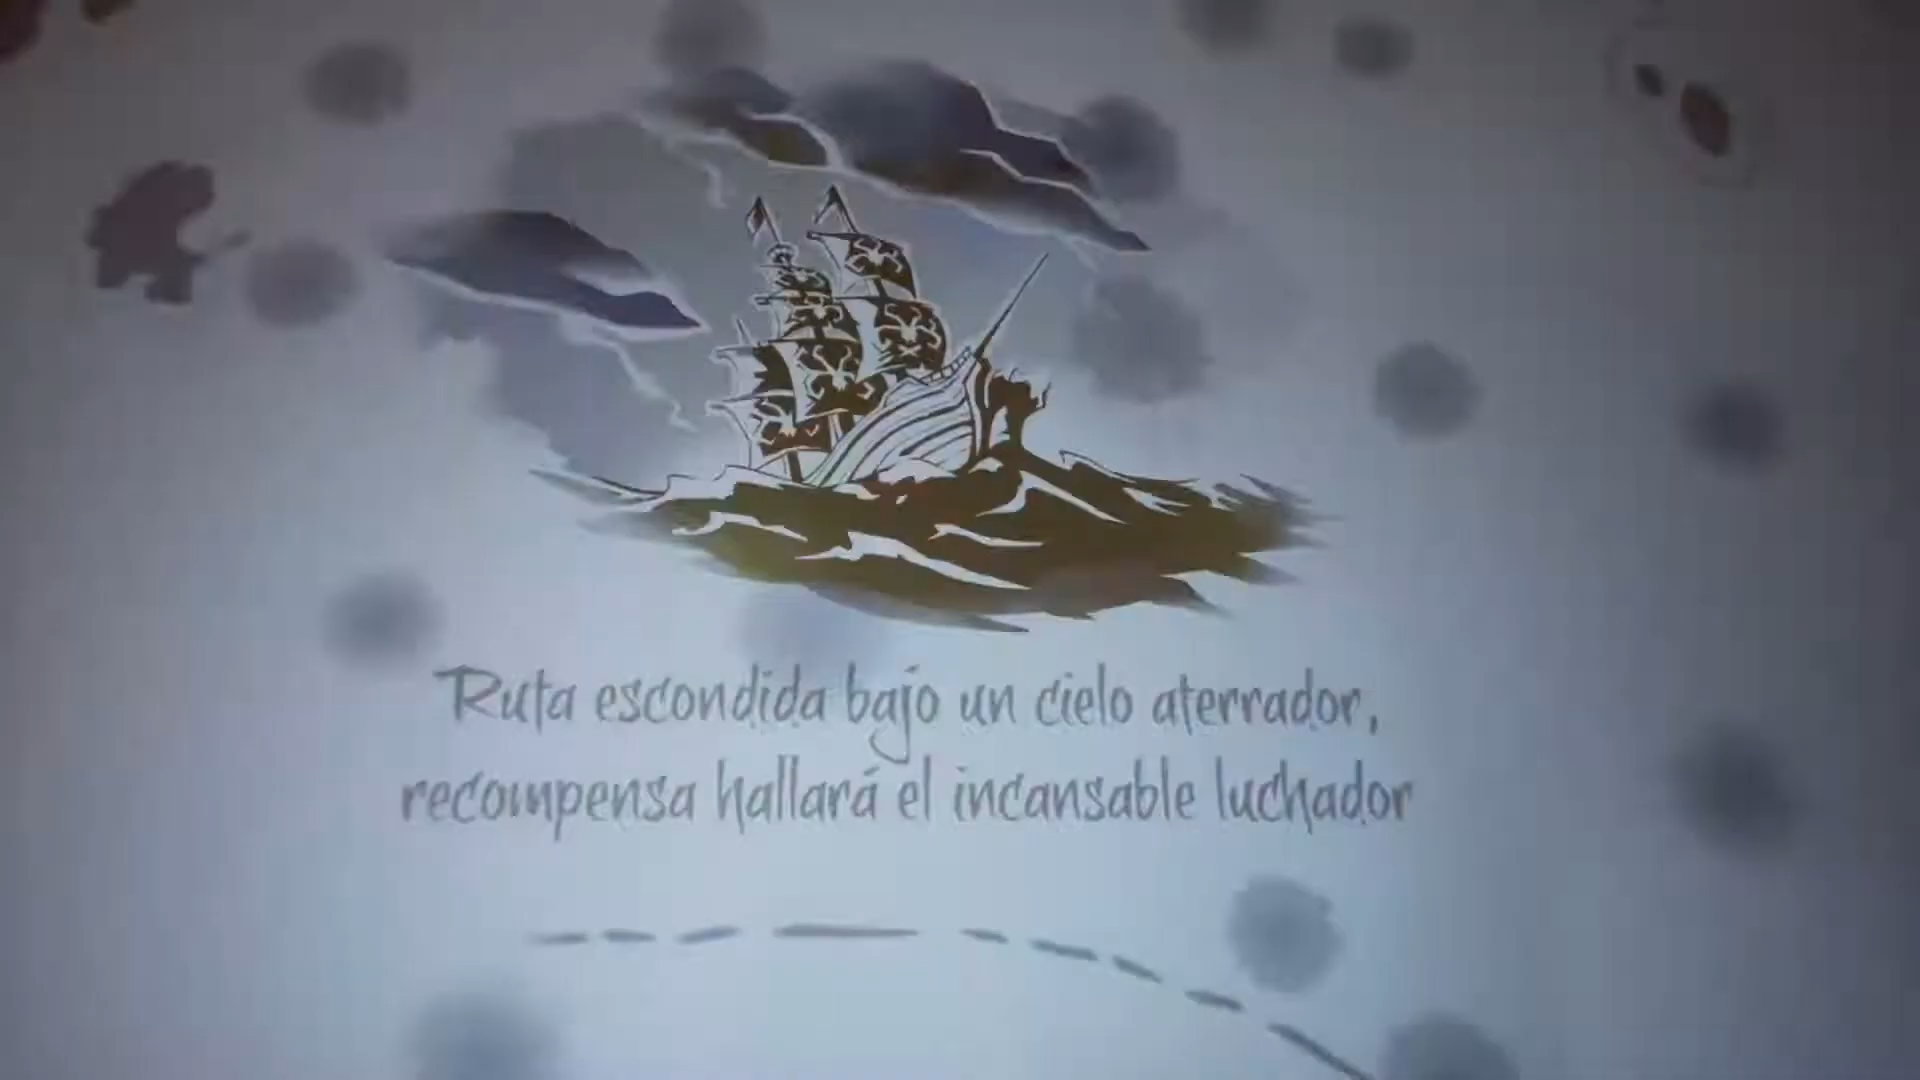 Ruta escondida bajo un cielo aterrador,
recompensa hallará el incansable luchador